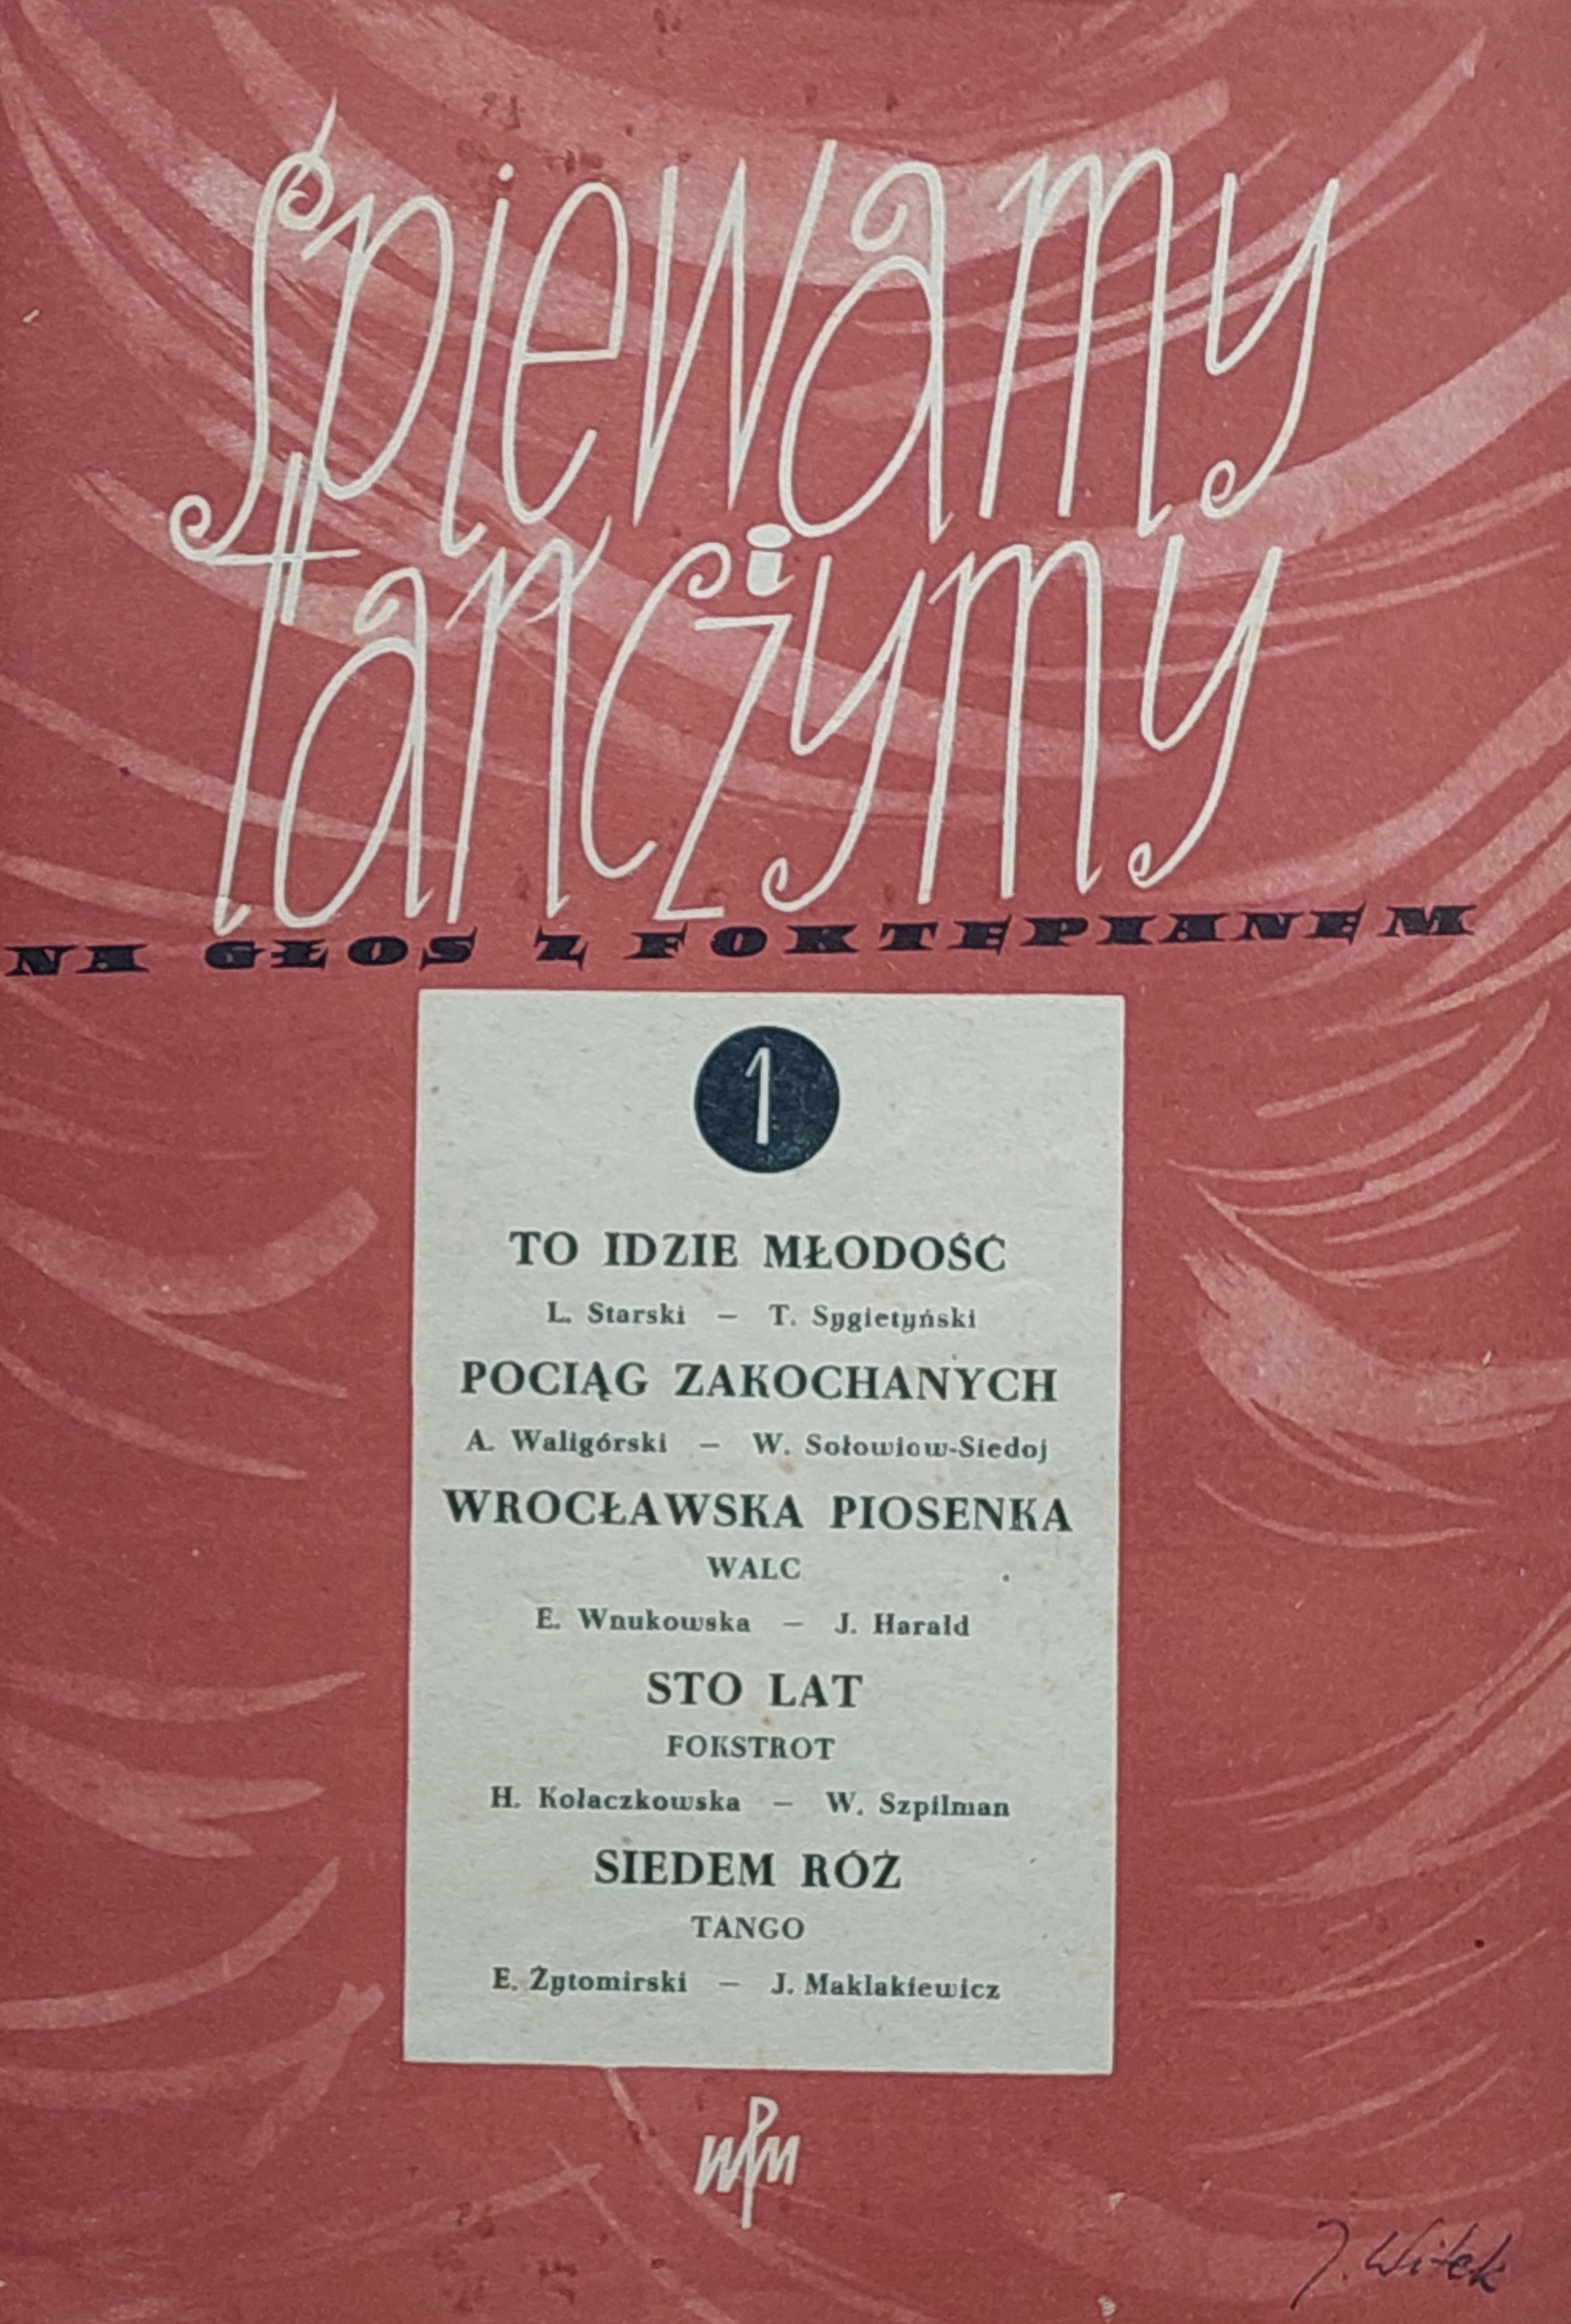 śpiewamy
i
tańczymy
NA GŁOS Z FORTEPIANEM
1
TO IDZIE MŁODOŚĆ
L. Starski — T. Sygietyński
POCIĄG ZAKOCHANYCH
A. Waligórski — W. Sołowiow-Siedoj
WROCŁAWSKA PIOSENKA
WALC
E. Wnukowska — J. Harald
STO LAT
FOKSTROT
H. Kołaczkowska — W. Szpilman
SIEDEM RÓŻ
TANGO
E. Żytomirski — J. Maklakiewicz
PWM
J. Witek